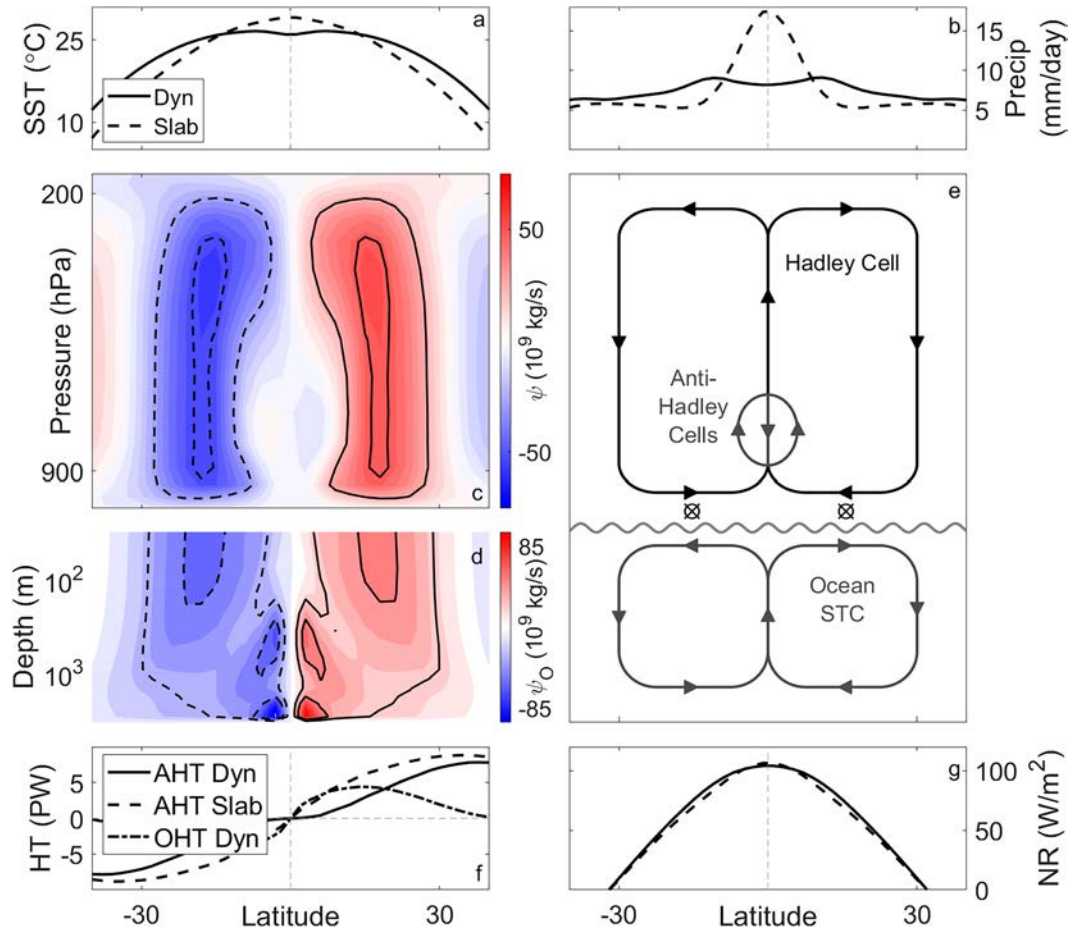 a
SST (°C)
25
10
Dyn
Slab
b
15
10
5
Precip
(mm/day)
200
Pressure (hPa)
900
c
50
-50
ψ (10⁹ kg/s)
e
Hadley Cell
Anti-
Hadley
Cells
Ocean
STC
d
10²
Depth (m)
10³
85
-85
ψ_O (10⁹ kg/s)
5
0
-5
HT (PW)
AHT Dyn
AHT Slab
OHT Dyn
f
-30
Latitude
30
g
100
50
0
NR (W/m²)
-30
Latitude
30